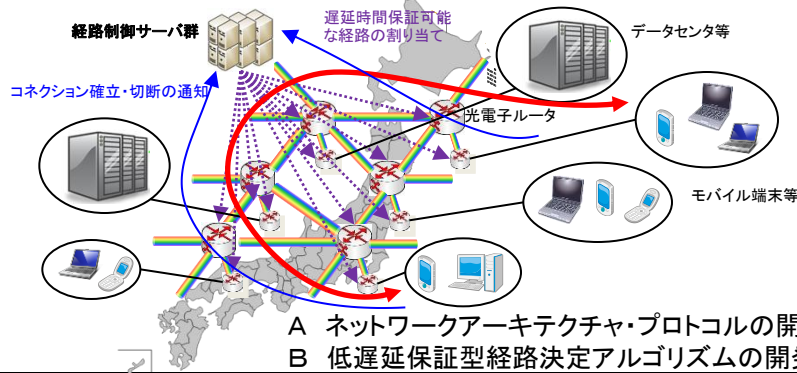 経路制御サーバ群
遅延時間保証可能
な経路の割り当て
データセンタ等
コネクション確立・切断の通知
光電子ルータ
モバイル端末等
A ネットワークアーキテクチャ・プロトコルの開
B 低遅延保証型経路決定アルゴリズムの開